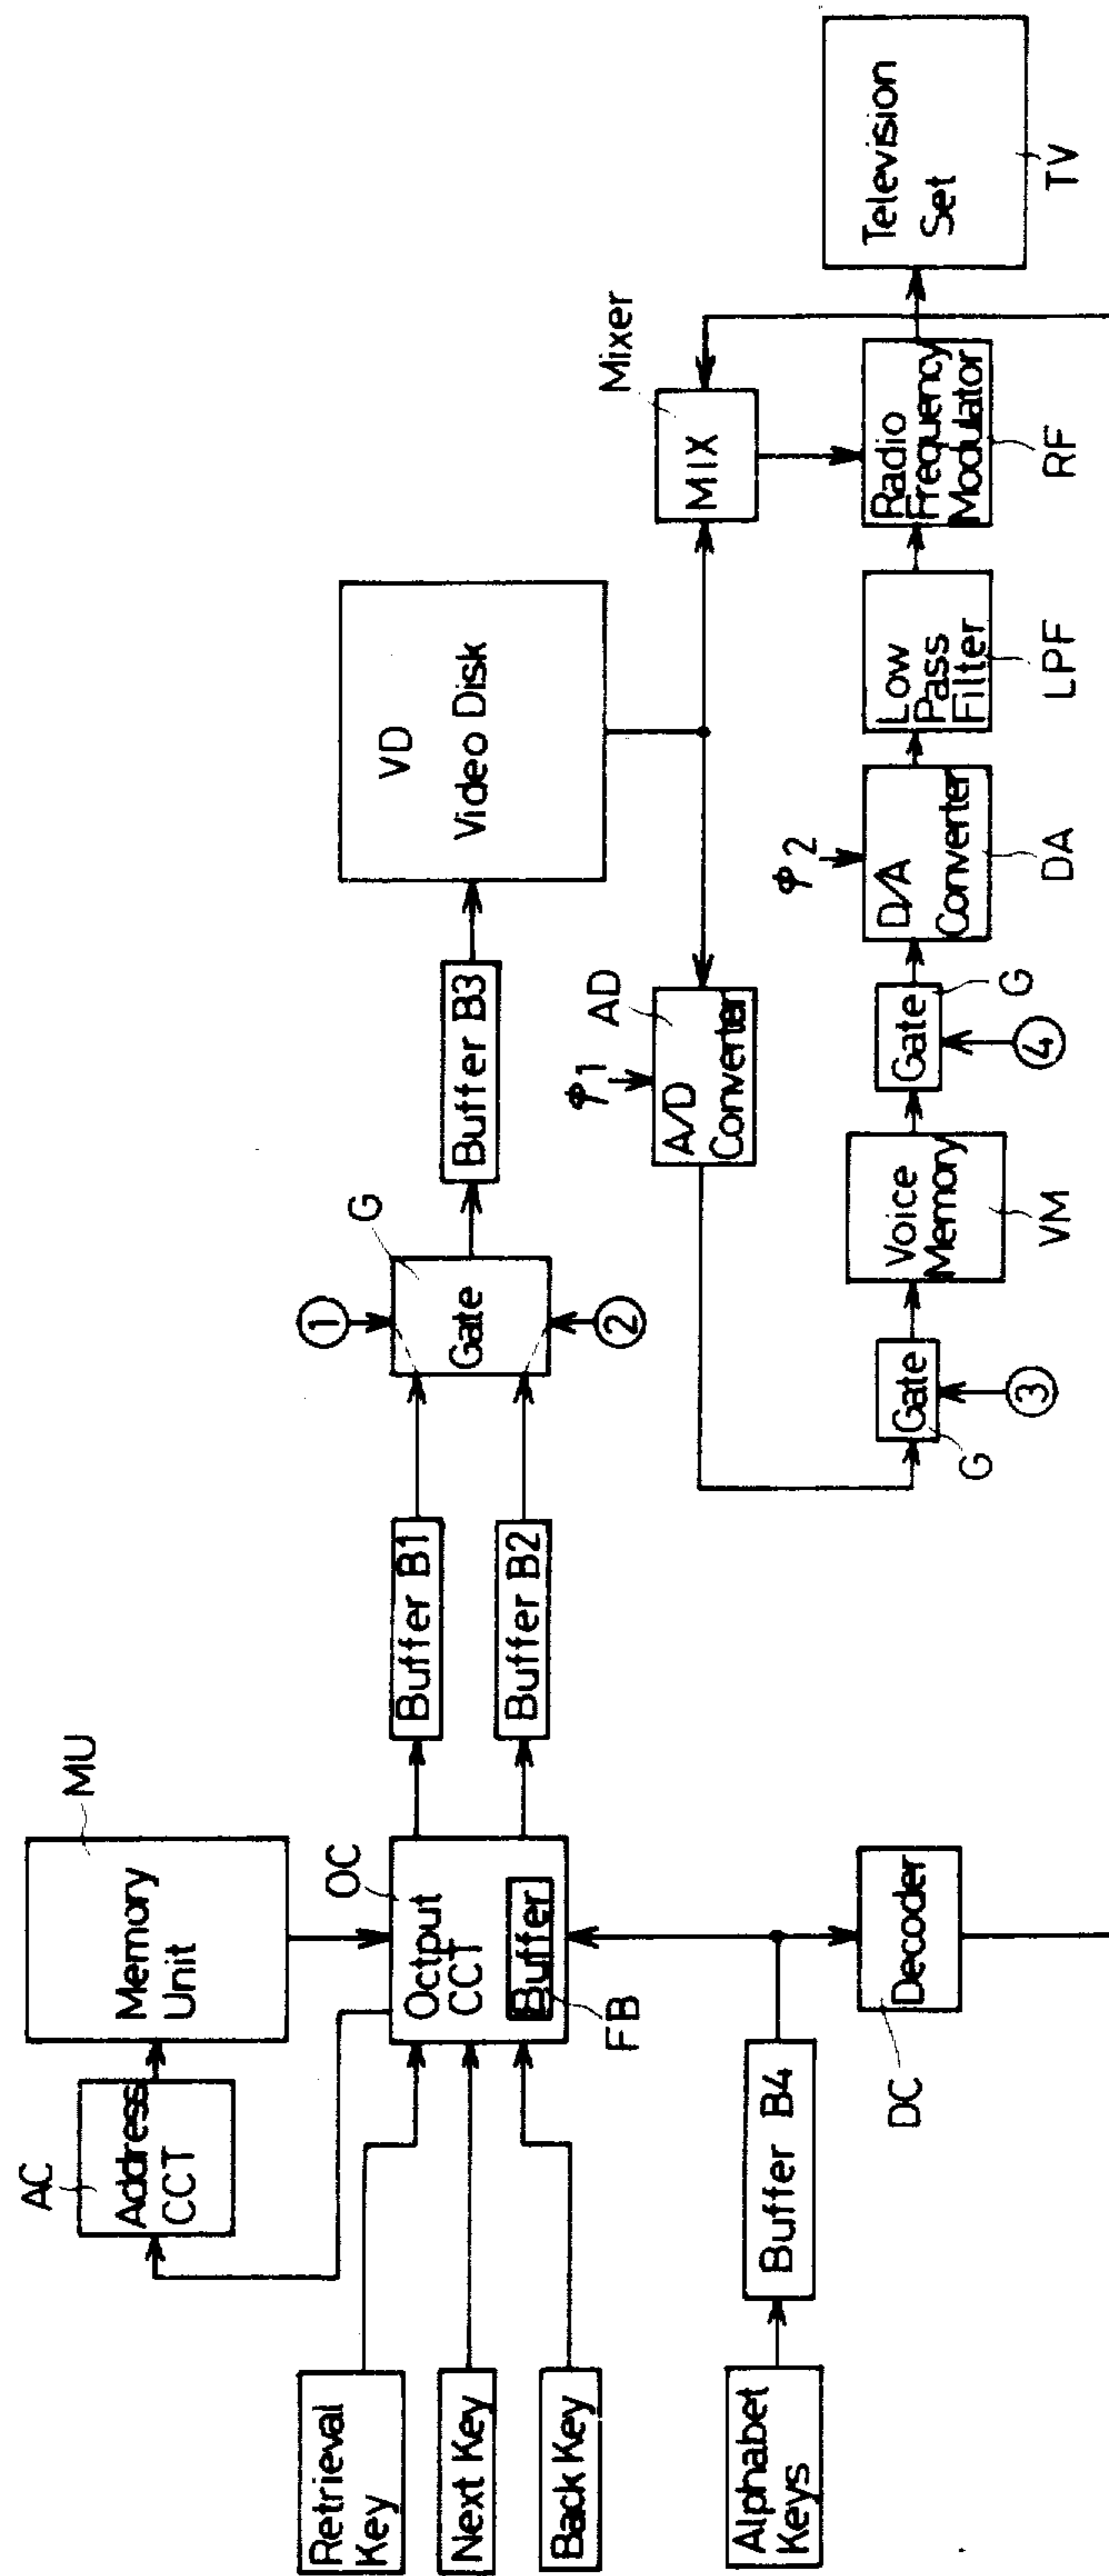 AC
Address
CCT
MU
Memory
Unit
Retrieval
Key
Next Key
Back Key
OC
Octput
CCT
Buffer
FB
Buffer B1
Buffer B2
①
②
G
Gate
Buffer B3
VD
Video Disk
Alphabet
Keys
Buffer B4
DC
Decoder
φ1
AD
A/D
Converter
Mixer
MIX
G
Gate
③
Voice
Memory
VM
Gate
G
④
φ2
D/A
Converter
DA
Low
Pass
Filter
LPF
Radio
Frequency
Modulator
RF
Television
Set
TV